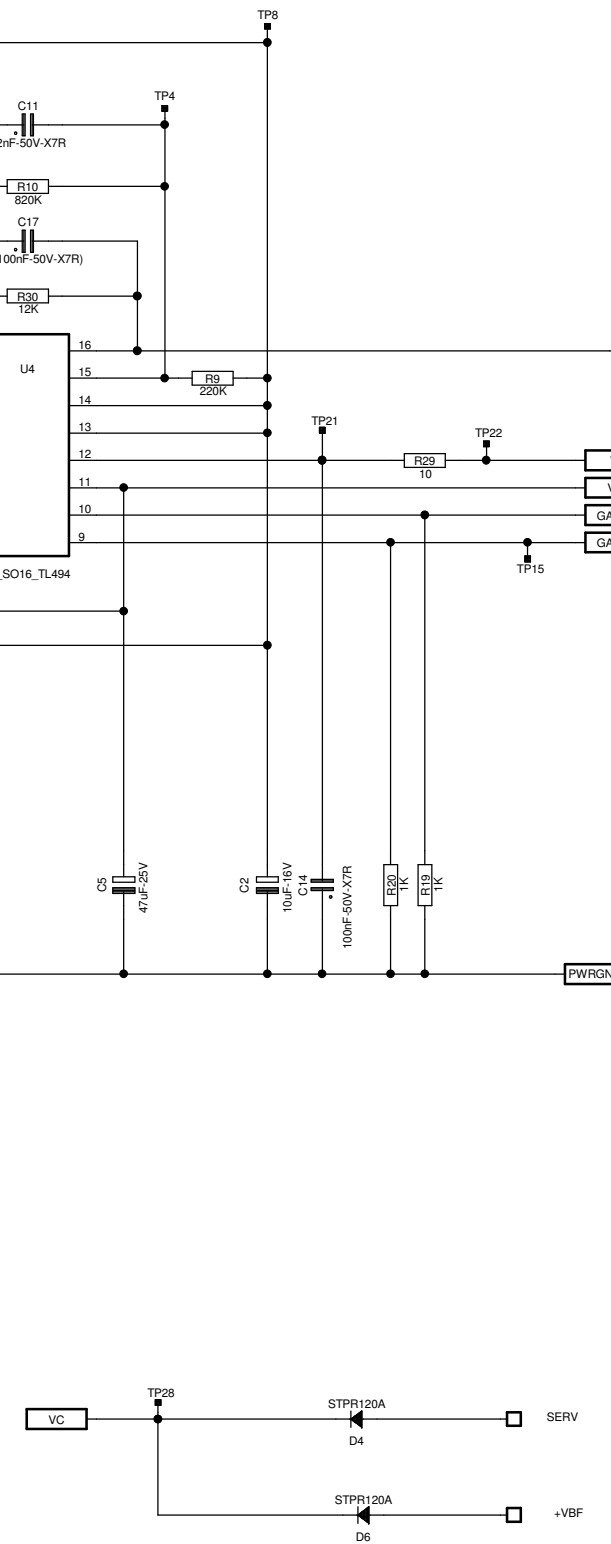 TP8
TP4
C11
2nF-50V-X7R
R10
820K
C17
100nF-50V-X7R)
R30
12K
16
U4
15
R9
220K
14
13
TP21
TP22
12
R29
10
11
V
10
GA
9
GA
TP15
_SO16_TL494
C5
47uF-25V
C2
10uF-16V
C14
100nF-50V-X7R
R20
1K
R19
1K
PWRGN
TP28
STPR120A
VC
SERV
D4
STPR120A
+VBF
D6